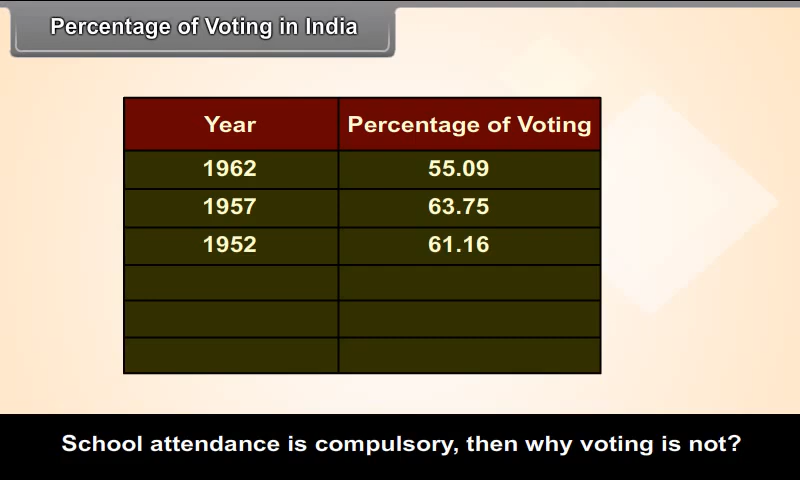 Percentage of Voting in India
Year Percentage of Voting
1962 55.09
1957 63.75
1952 61.16
School attendance is compulsory, then why voting is not?